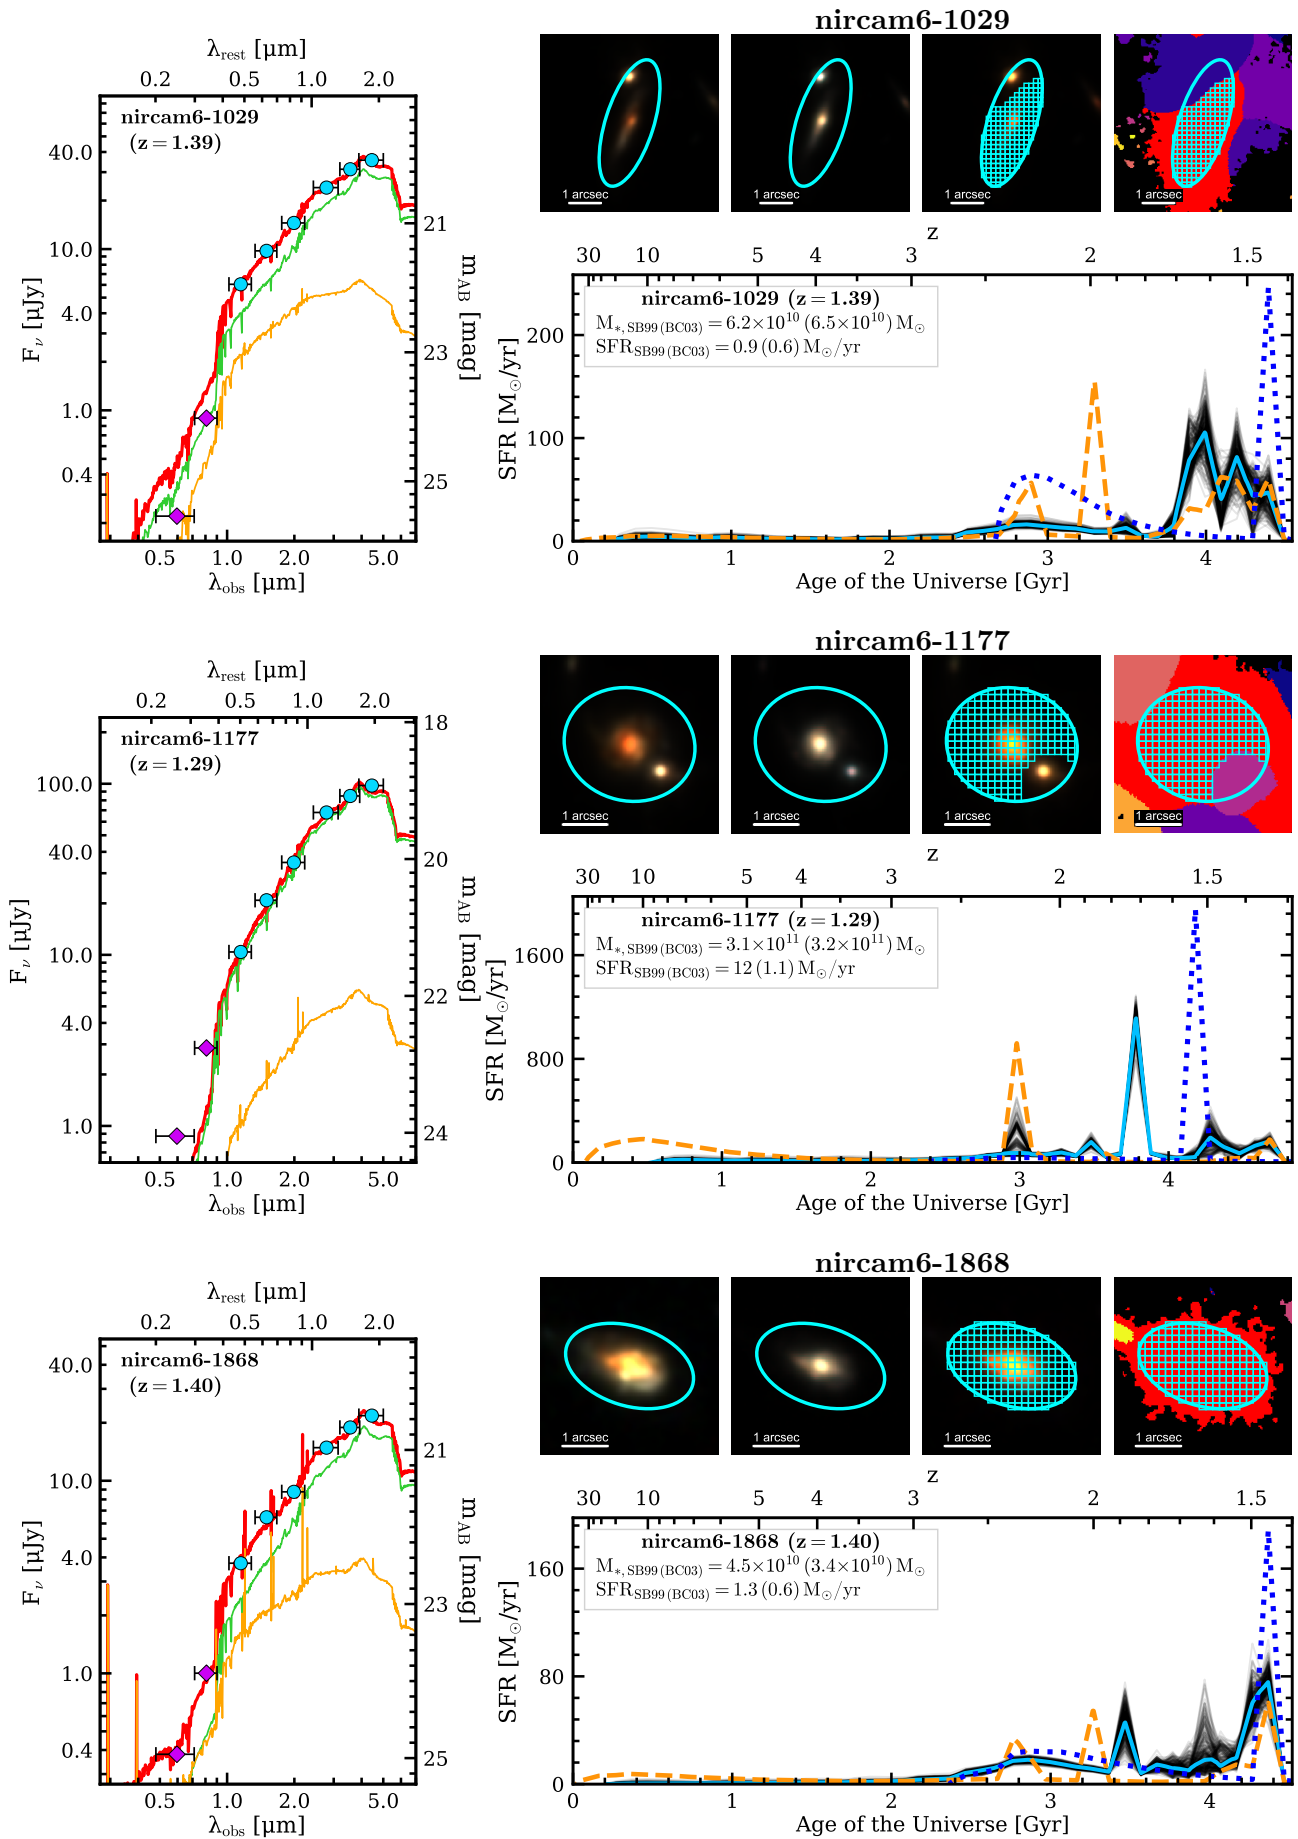 nircam6-1029
λrest [μm]
0.2 0.5 1.0 2.0
nircam6-1029
(z = 1.39)
40.0
10.0
4.0
1.0
0.4
Fν [μJy]
21
23
25
mAB [mag]
0.5 1.0 2.0 5.0
λobs [μm]
1 arcsec
1 arcsec
1 arcsec
1 arcsec
z
30 10 5 4 3 2 1.5
nircam6-1029 (z = 1.39)
M*,SB99 (BC03) = 6.2×10^10 (6.5×10^10) M⊙
SFRSB99 (BC03) = 0.9 (0.6) M⊙/yr
200
100
0
SFR [M⊙/yr]
0 1 2 3 4
Age of the Universe [Gyr]
nircam6-1177
λrest [μm]
0.2 0.5 1.0 2.0
nircam6-1177
(z = 1.29)
100.0
40.0
10.0
4.0
1.0
Fν [μJy]
18
20
22
24
mAB [mag]
0.5 1.0 2.0 5.0
λobs [μm]
1 arcsec
1 arcsec
1 arcsec
1 arcsec
z
30 10 5 4 3 2 1.5
nircam6-1177 (z = 1.29)
M*,SB99 (BC03) = 3.1×10^11 (3.2×10^11) M⊙
SFRSB99 (BC03) = 12 (1.1) M⊙/yr
1600
800
0
SFR [M⊙/yr]
0 1 2 3 4
Age of the Universe [Gyr]
nircam6-1868
λrest [μm]
0.2 0.5 1.0 2.0
nircam6-1868
(z = 1.40)
40.0
10.0
4.0
1.0
0.4
Fν [μJy]
21
23
25
mAB [mag]
0.5 1.0 2.0 5.0
λobs [μm]
1 arcsec
1 arcsec
1 arcsec
1 arcsec
z
30 10 5 4 3 2 1.5
nircam6-1868 (z = 1.40)
M*,SB99 (BC03) = 4.5×10^10 (3.4×10^10) M⊙
SFRSB99 (BC03) = 1.3 (0.6) M⊙/yr
160
80
0
SFR [M⊙/yr]
0 1 2 3 4
Age of the Universe [Gyr]